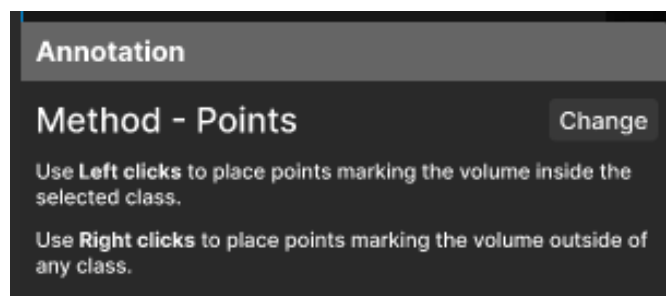 Annotation
Method - Points
Change
Use Left clicks to place points marking the volume inside the
selected class.
Use Right clicks to place points marking the volume outside of
any class.